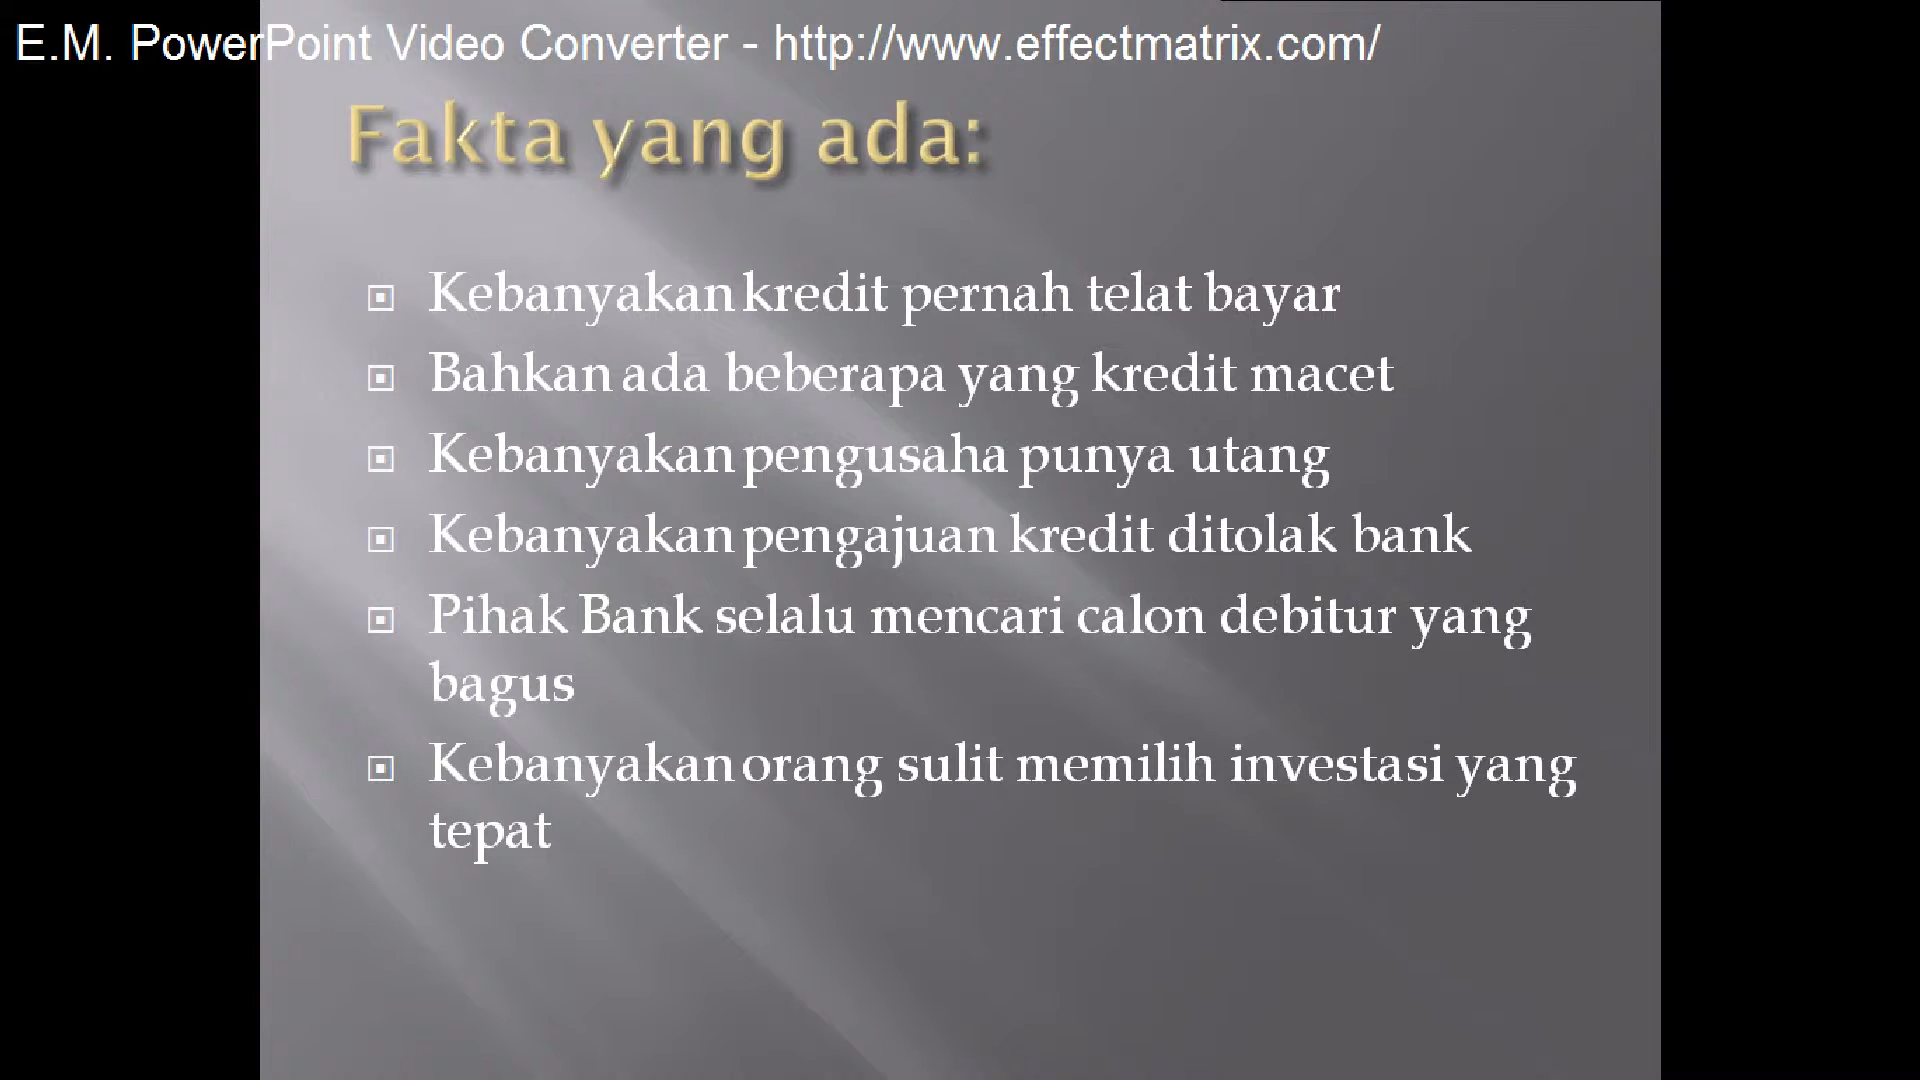 E.M. PowerPoint Video Converter - http://www.effectmatrix.com/
Fakta yang ada:
Kebanyakan kredit pernah telat bayar
Bahkan ada beberapa yang kredit macet
Kebanyakan pengusaha punya utang
Kebanyakan pengajuan kredit ditolak bank
Pihak Bank selalu mencari calon debitur yang
bagus
Kebanyakan orang sulit memilih investasi yang
tepat